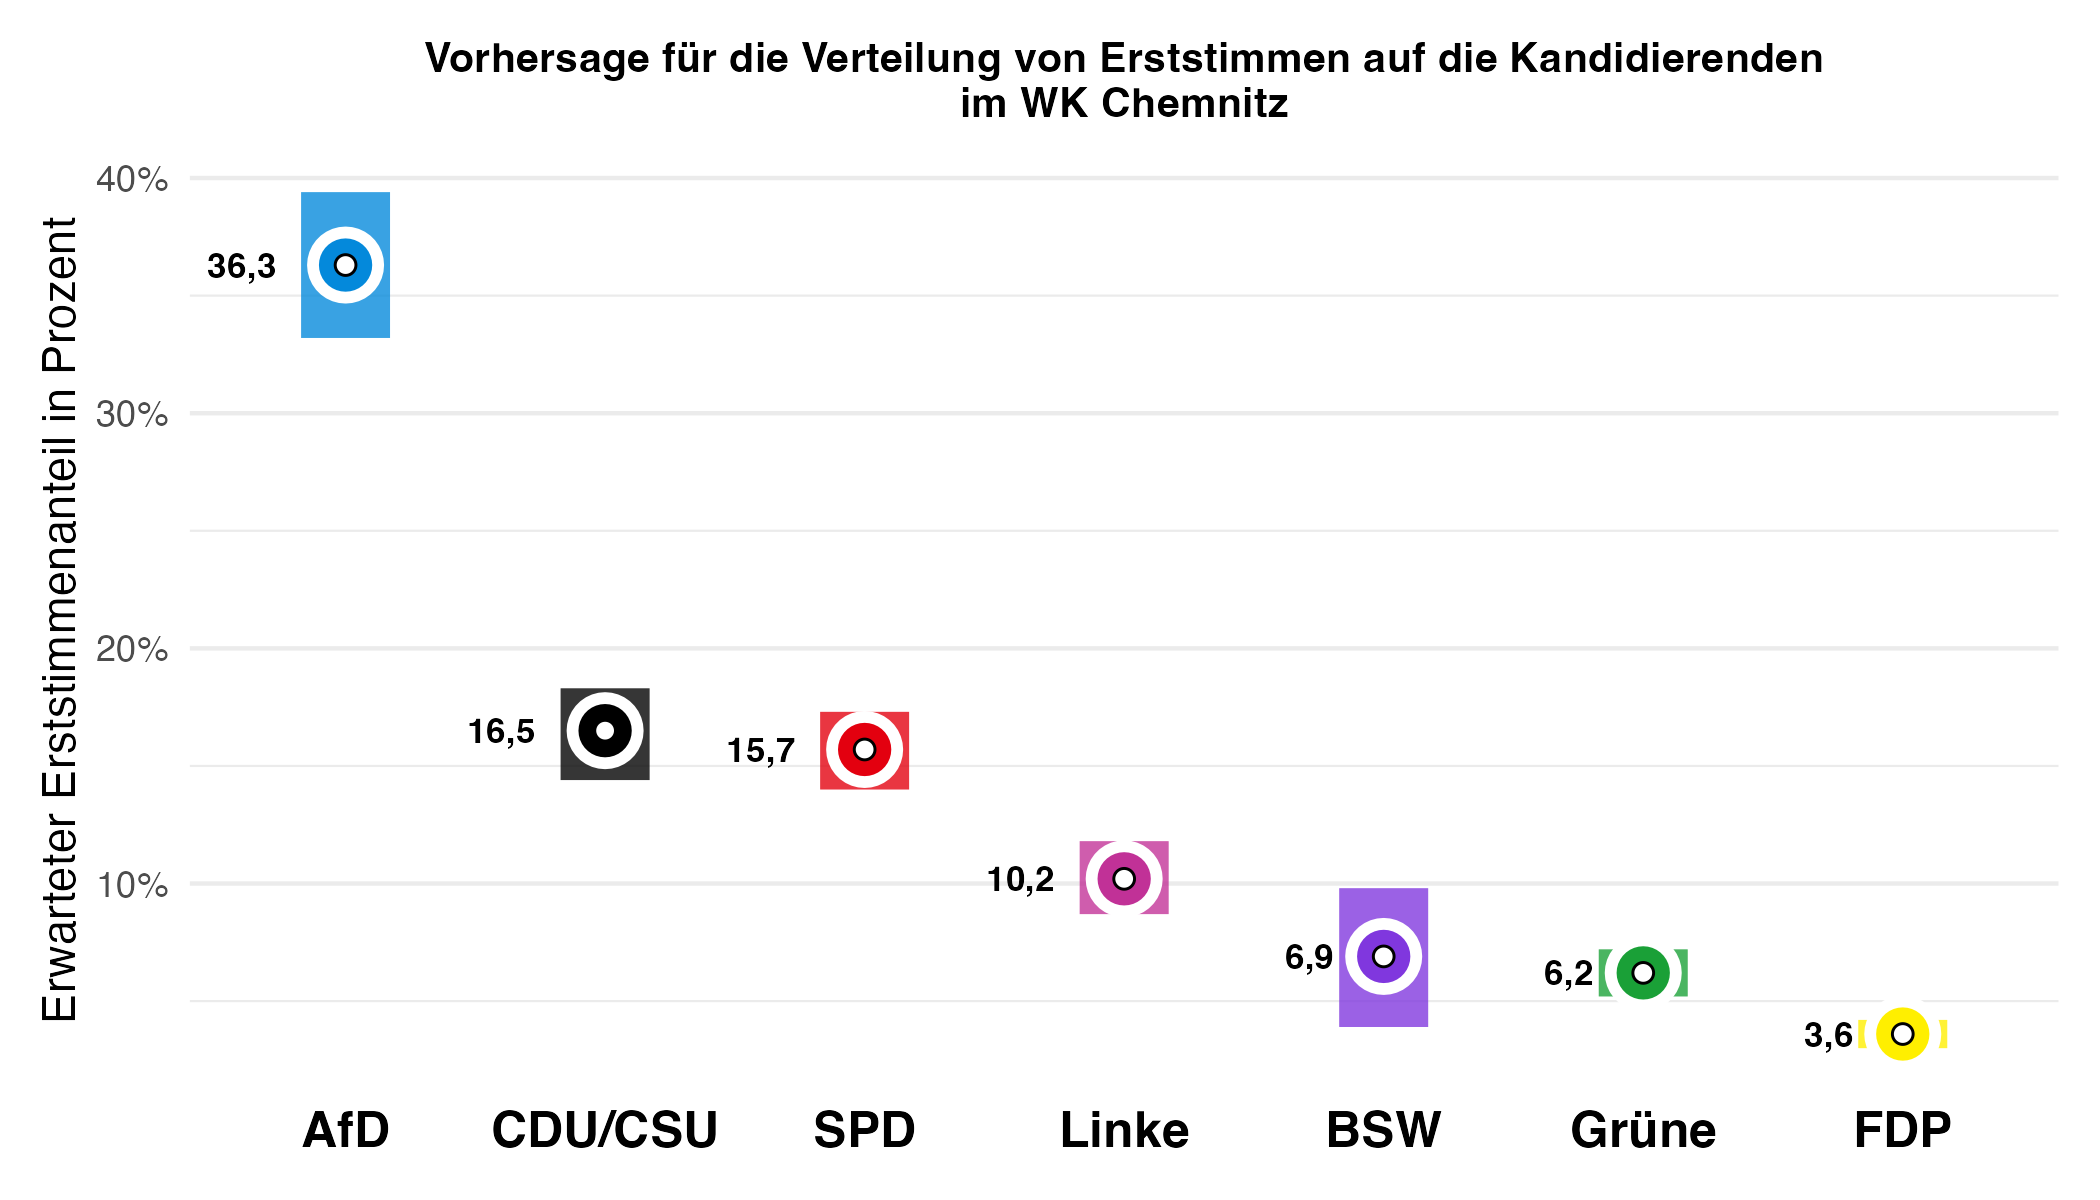 Vorhersage für die Verteilung von Erststimmen auf die Kandidierenden
im WK Chemnitz
Erwarteter Erststimmenanteil in Prozent
40%
30%
20%
10%
36,3
16,5
15,7
10,2
6,9
6,2
3,6
AfD
CDU/CSU
SPD
Linke
BSW
Grüne
FDP